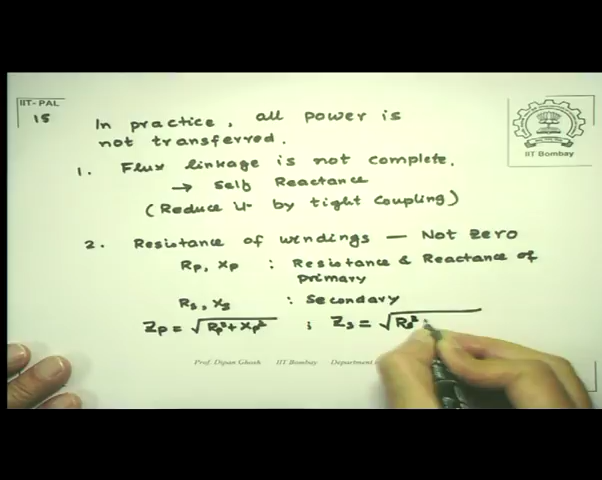 IIT-PAL
15
In practice, all power is
not transferred.
1. Flux linkage is not complete.
→ Self Reactance
(Reduce it by tight coupling)
2. Resistance of windings — Not Zero
Rp, Xp : Resistance & Reactance of
primary
Rs, Xs : Secondary
Zp = √Rp²+Xp² ; Zs = √Rs²
Prof. Dipan Ghosh IIT Bombay Department
IIT Bombay